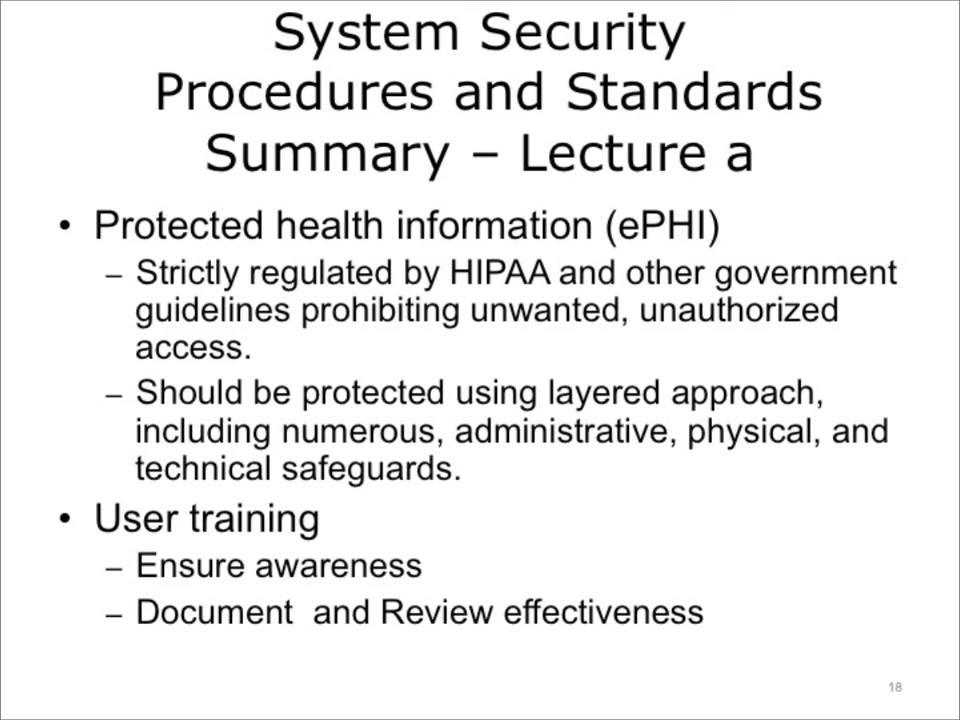 System Security
Procedures and Standards
Summary – Lecture a
• Protected health information (ePHI)
– Strictly regulated by HIPAA and other government
guidelines prohibiting unwanted, unauthorized
access.
– Should be protected using layered approach,
including numerous, administrative, physical, and
technical safeguards.
• User training
– Ensure awareness
– Document  and Review effectiveness
18